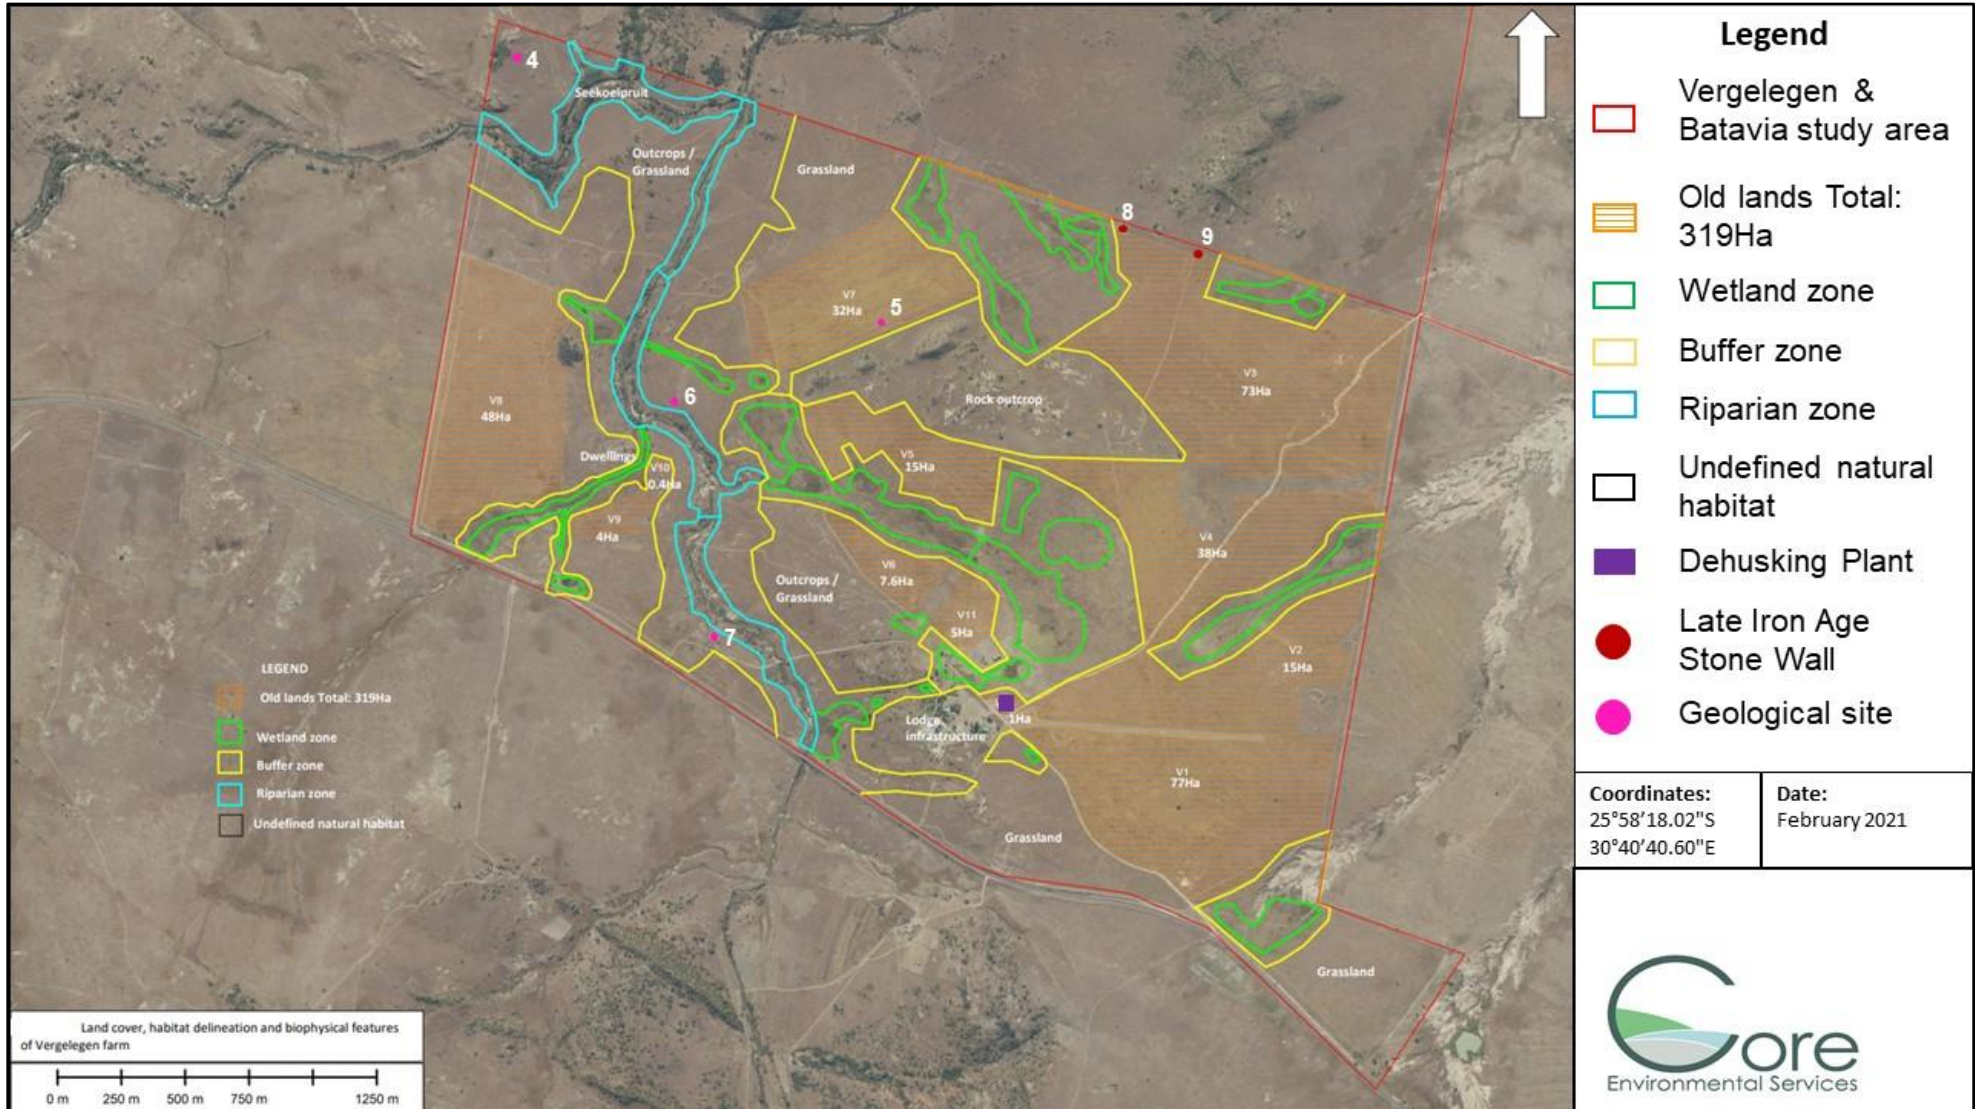 4
Seekoelpruit
Outcrops /
Grassland
Grassland
8
9
V7
32Ha
5
V3
73Ha
Rock outcrop
V8
48Ha
6
Dwellings
V10
0.4Ha
V5
15Ha
V9
4Ha
V4
38Ha
V6
7.6Ha
Outcrops /
Grassland
V11
5Ha
7
V2
15Ha
Lodge
infrastructure
1Ha
V1
77Ha
Grassland
Grassland
LEGEND
Old lands Total: 319Ha
Wetland zone
Buffer zone
Riparian zone
Undefined natural habitat
Land cover, habitat delineation and biophysical features
of Vergelegen farm
0 m 250 m 500 m 750 m 1250 m
Legend
Vergelegen &
Batavia study area
Old lands Total:
319Ha
Wetland zone
Buffer zone
Riparian zone
Undefined natural
habitat
Dehusking Plant
Late Iron Age
Stone Wall
Geological site
Coordinates:
25°58'18.02"S
30°40'40.60"E
Date:
February 2021
Core
Environmental Services